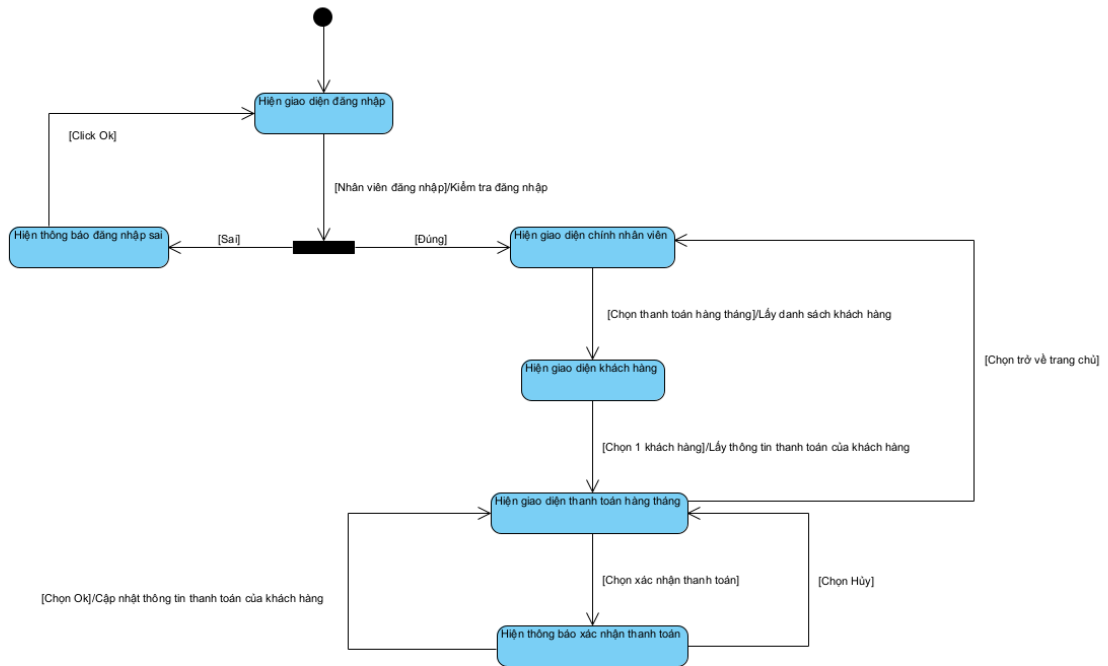 Hiện giao diện đăng nhập
[Click Ok]
[Nhân viên đăng nhập]/Kiểm tra đăng nhập
Hiện thông báo đăng nhập sai
[Sai]
[Đúng]
Hiện giao diện chính nhân viên
[Chọn thanh toán hàng tháng]/Lấy danh sách khách hàng
[Chọn trở về trang chủ]
Hiện giao diện khách hàng
[Chọn 1 khách hàng]/Lấy thông tin thanh toán của khách hàng
Hiện giao diện thanh toán hàng tháng
[Chọn xác nhận thanh toán]
[Chọn Hủy]
[Chọn Ok]/Cập nhật thông tin thanh toán của khách hàng
Hiện thông báo xác nhận thanh toán